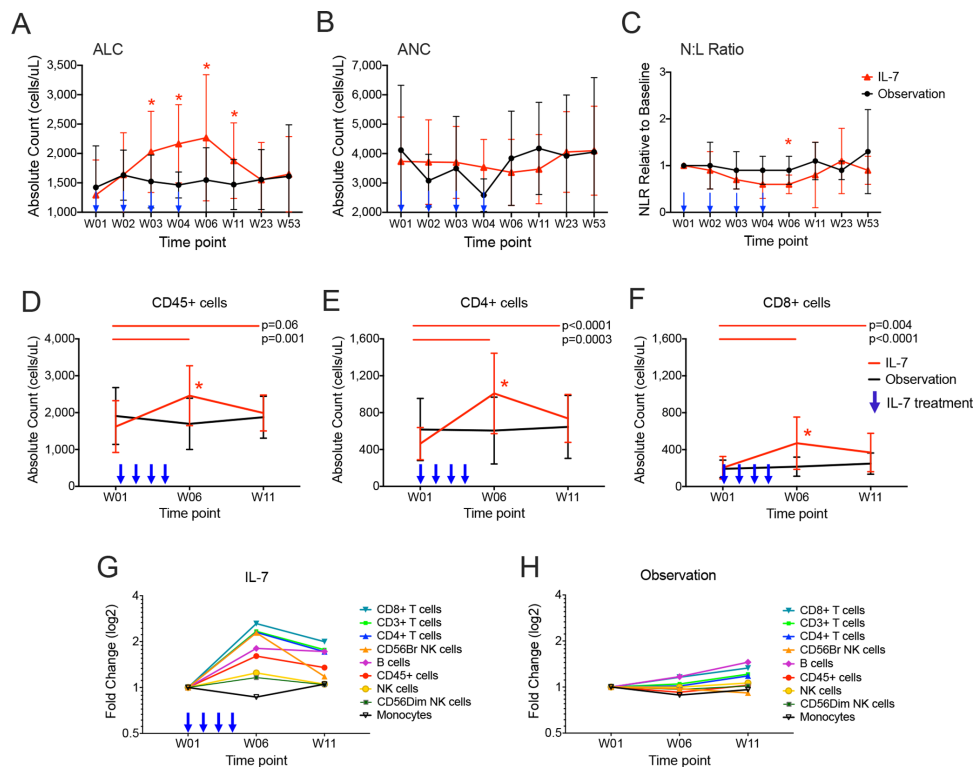 A
ALC
Absolute Count (cells/uL)
3,500
3,000
2,500
2,000
1,500
1,000
*
*
*
*
W01 W02 W03 W04 W06 W11 W23 W53
Time point
B
ANC
Absolute Count (cells/uL)
7,000
6,000
5,000
4,000
3,000
2,000
W01 W02 W03 W04 W06 W11 W23 W53
Time point
C
N:L Ratio
NLR Relative to Baseline
3
2
1
0
*
IL-7
Observation
W01 W02 W03 W04 W06 W11 W23 W53
Time point
D
CD45+ cells
p=0.06
p=0.001
Absolute Count (cells/uL)
4,000
3,000
2,000
1,000
0
*
W01 W06 W11
Time point
E
CD4+ cells
p<0.0001
p=0.0003
Absolute Count (cells/uL)
1,600
1,200
800
400
0
*
W01 W06 W11
Time point
F
CD8+ cells
p=0.004
p<0.0001
Absolute Count (cells/uL)
1,600
1,200
800
400
0
*
IL-7
Observation
IL-7 treatment
W01 W06 W11
Time point
G
IL-7
Fold Change (log2)
4
2
1
0.5
W01 W06 W11
Time point
CD8+ T cells
CD3+ T cells
CD4+ T cells
CD56Br NK cells
B cells
CD45+ cells
NK cells
CD56Dim NK cells
Monocytes
H
Observation
Fold Change (log2)
4
2
1
0.5
W01 W06 W11
Time point
CD8+ T cells
CD3+ T cells
CD4+ T cells
CD56Br NK cells
B cells
CD45+ cells
NK cells
CD56Dim NK cells
Monocytes